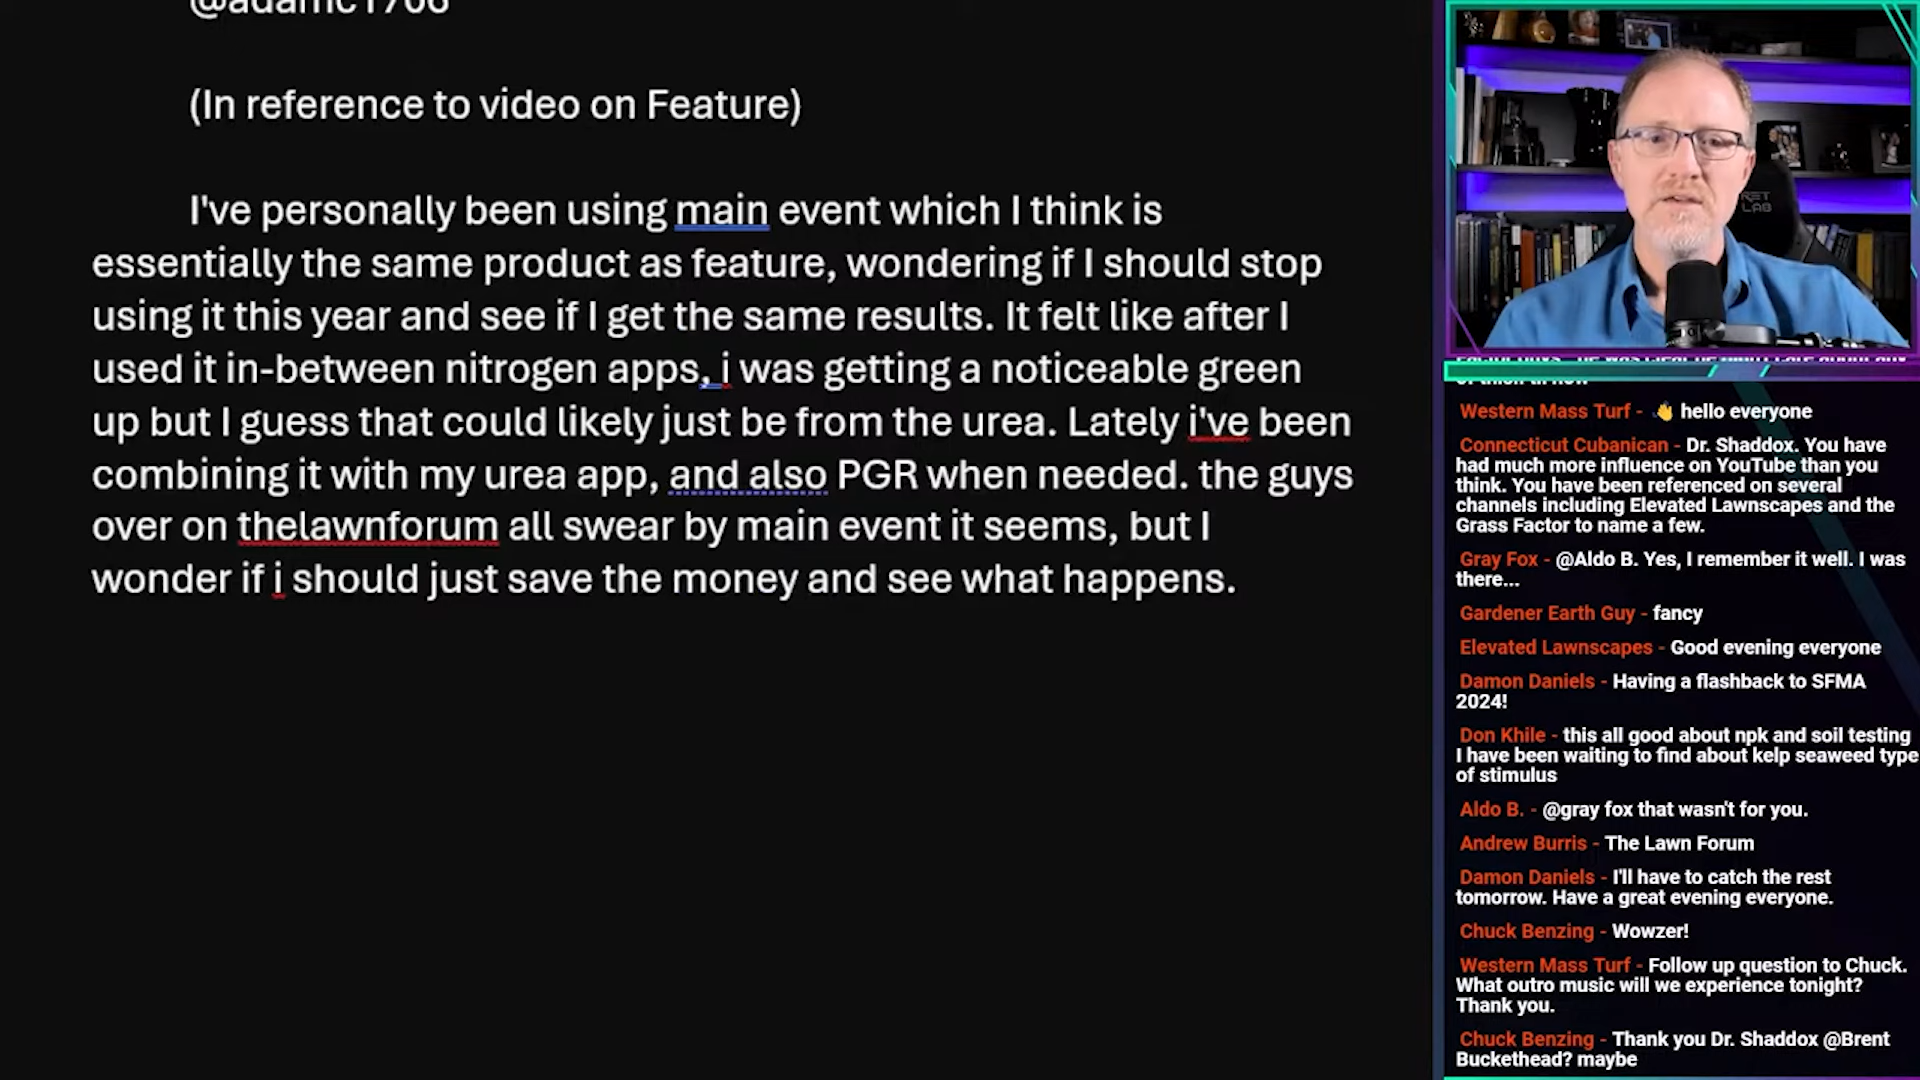 @adamc1706
(In reference to video on Feature)
I've personally been using main event which I think is
essentially the same product as feature, wondering if I should stop
using it this year and see if I get the same results. It felt like after I
used it in-between nitrogen apps, i was getting a noticeable green
up but I guess that could likely just be from the urea. Lately i've been
combining it with my urea app, and also PGR when needed. the guys
over on thelawnforum all swear by main event it seems, but I
wonder if i should just save the money and see what happens.
Western Mass Turf - 👋 hello everyone
Connecticut Cubanican - Dr. Shaddox. You have
had much more influence on YouTube than you
think. You have been referenced on several
channels including Elevated Lawnscapes and the
Grass Factor to name a few.
Gray Fox - @Aldo B. Yes, I remember it well. I was
there...
Gardener Earth Guy - fancy
Elevated Lawnscapes - Good evening everyone
Damon Daniels - Having a flashback to SFMA
2024!
Don Khile - this all good about npk and soil testing
I have been waiting to find about kelp seaweed type
of stimulus
Aldo B. - @gray fox that wasn't for you.
Andrew Burris - The Lawn Forum
Damon Daniels - I'll have to catch the rest
tomorrow. Have a great evening everyone.
Chuck Benzing - Wowzer!
Western Mass Turf - Follow up question to Chuck.
What outro music will we experience tonight?
Thank you.
Chuck Benzing - Thank you Dr. Shaddox @Brent
Buckethead? maybe